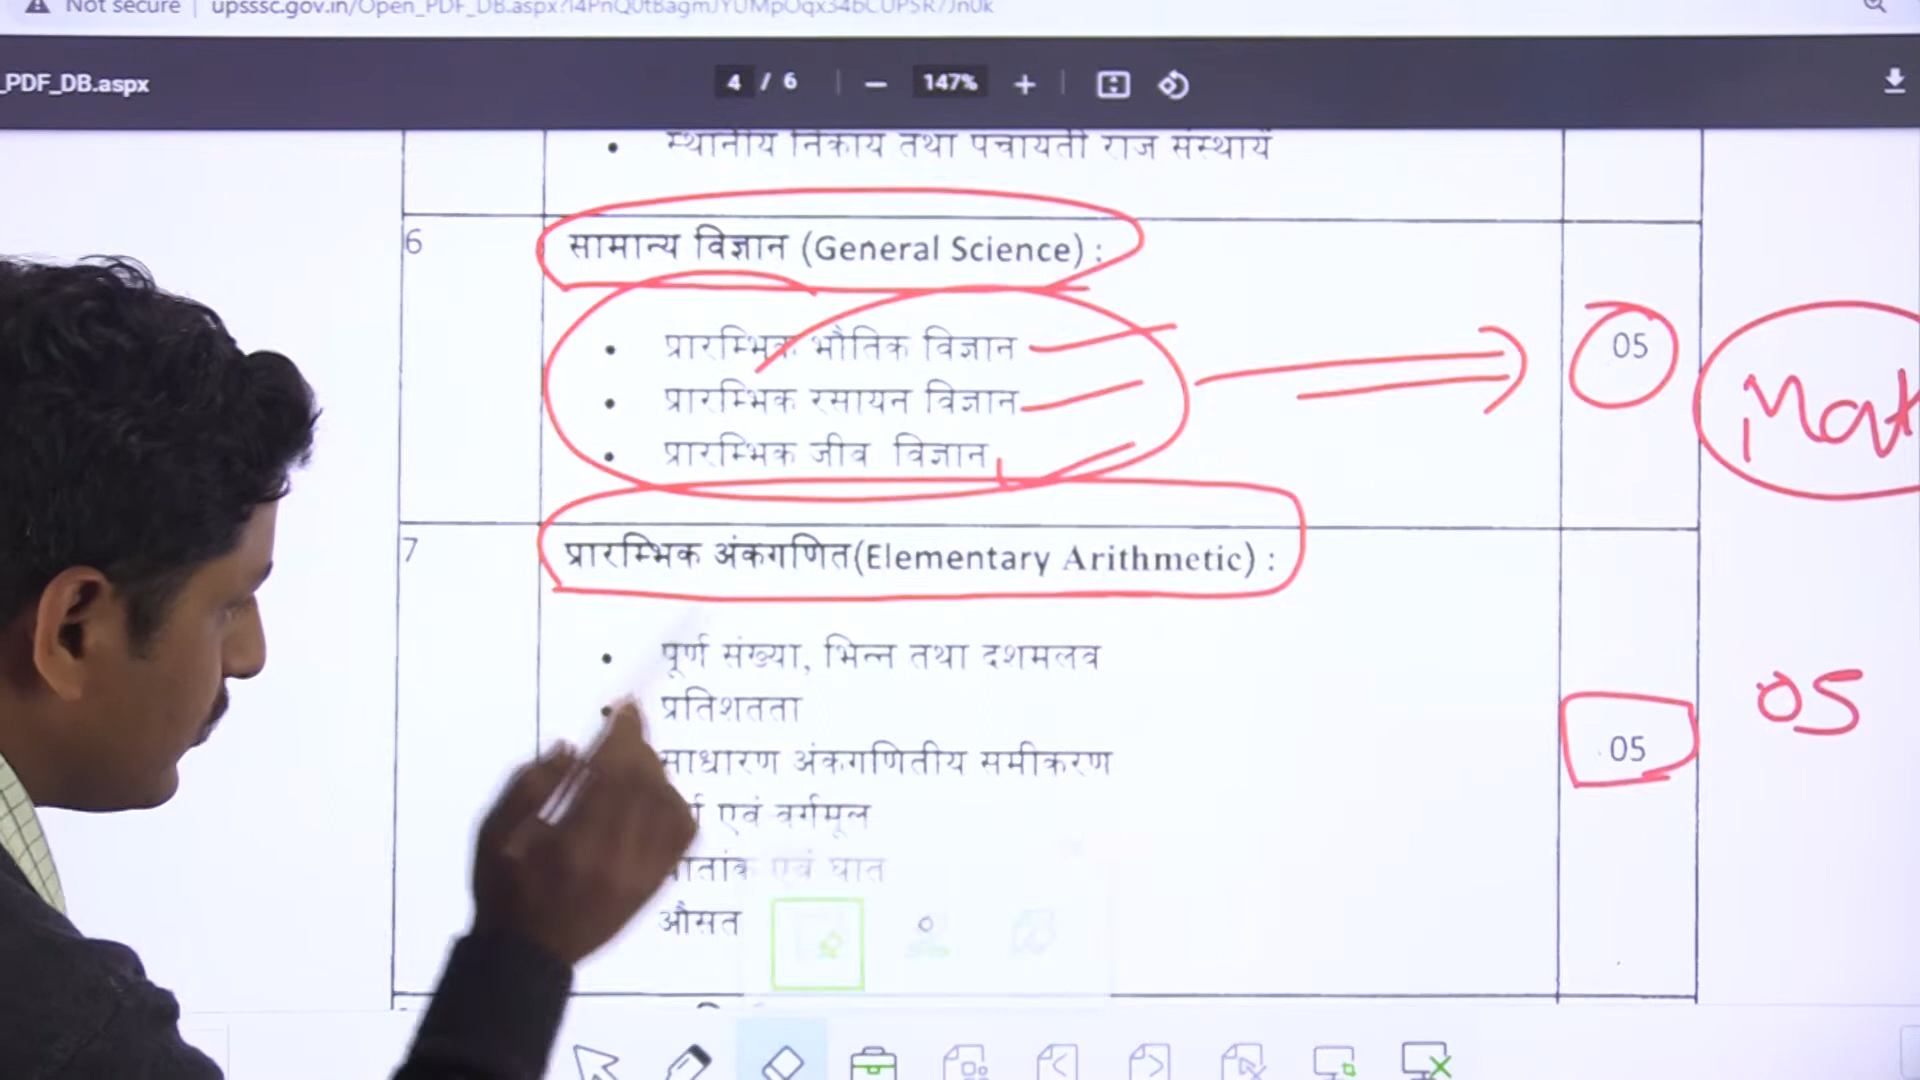 Not secure | upsssc.gov.in/Open_PDF_DB.aspx?
_PDF_DB.aspx
4 / 6
147%
स्थानीय निकाय तथा पंचायती राज संस्थायें
6
सामान्य विज्ञान (General Science) :
प्रारम्भिक भौतिक विज्ञान
प्रारम्भिक रसायन विज्ञान
प्रारम्भिक जीव विज्ञान
05
7
प्रारम्भिक अंकगणित(Elementary Arithmetic) :
पूर्ण संख्या, भिन्न तथा दशमलव
प्रतिशतता
साधारण अंकगणितीय समीकरण
एवं वर्गमूल
एवं घात
औसत
05
05